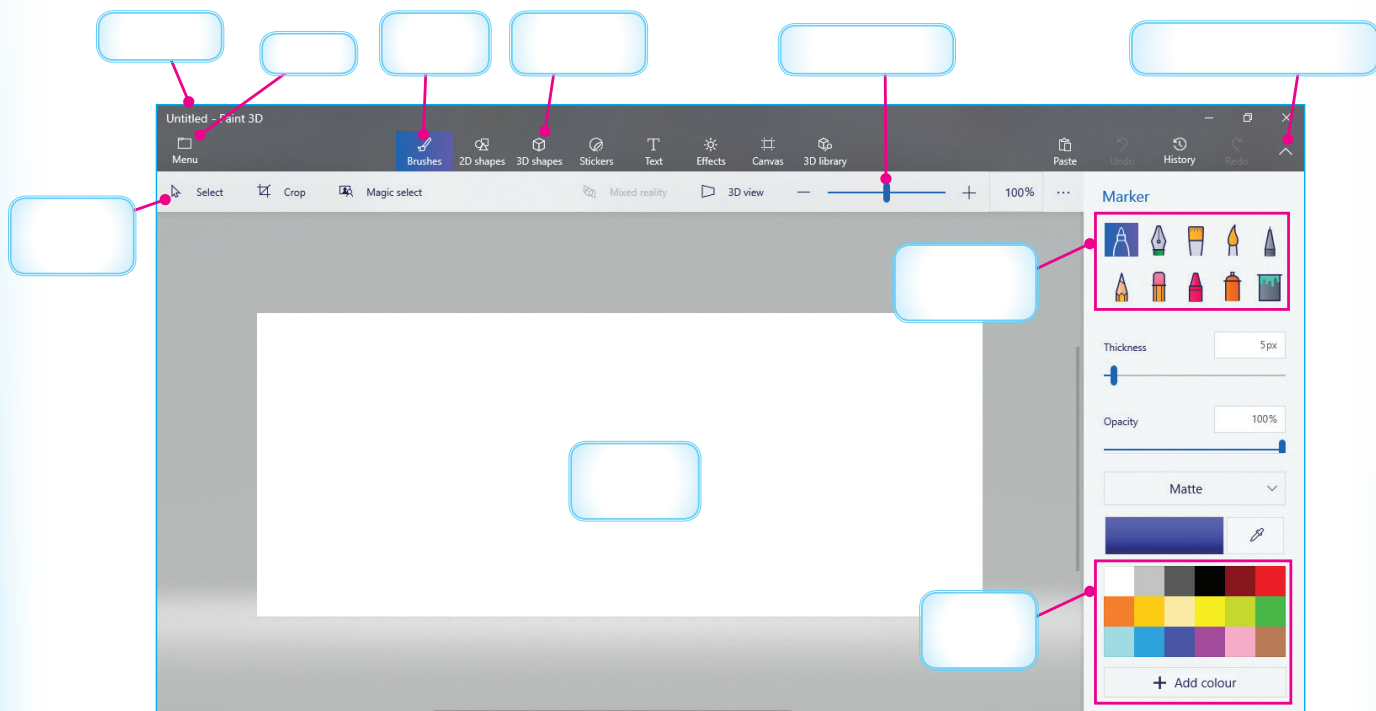 Untitled - Paint 3D
Menu
Brushes
2D shapes
3D shapes
Stickers
Text
Effects
Canvas
3D library
Paste
Undo
History
Redo
Select
Crop
Magic select
Mixed reality
3D view
100%
Marker
Thickness
5px
Opacity
100%
Matte
+ Add colour